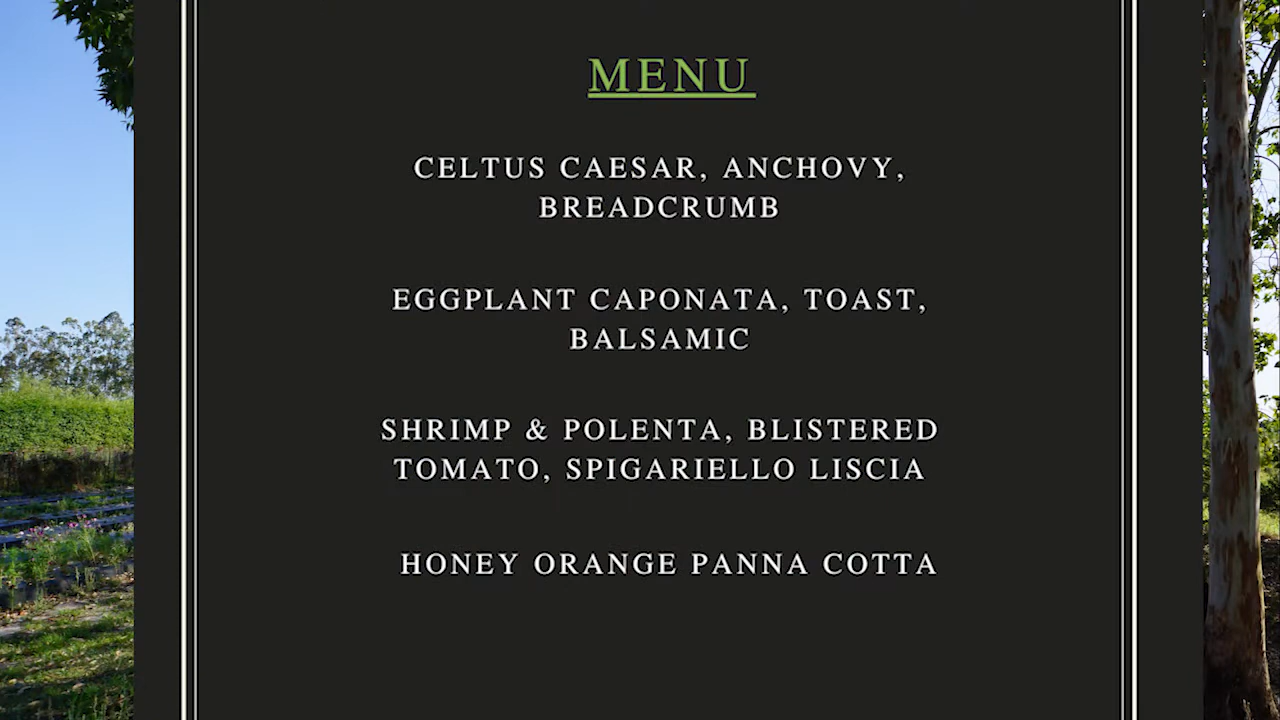 MENU
CELTUS CAESAR, ANCHOVY,
BREADCRUMB
EGGPLANT CAPONATA, TOAST,
BALSAMIC
SHRIMP & POLENTA, BLISTERED
TOMATO, SPIGARIELLO LISCIA
HONEY ORANGE PANNA COTTA